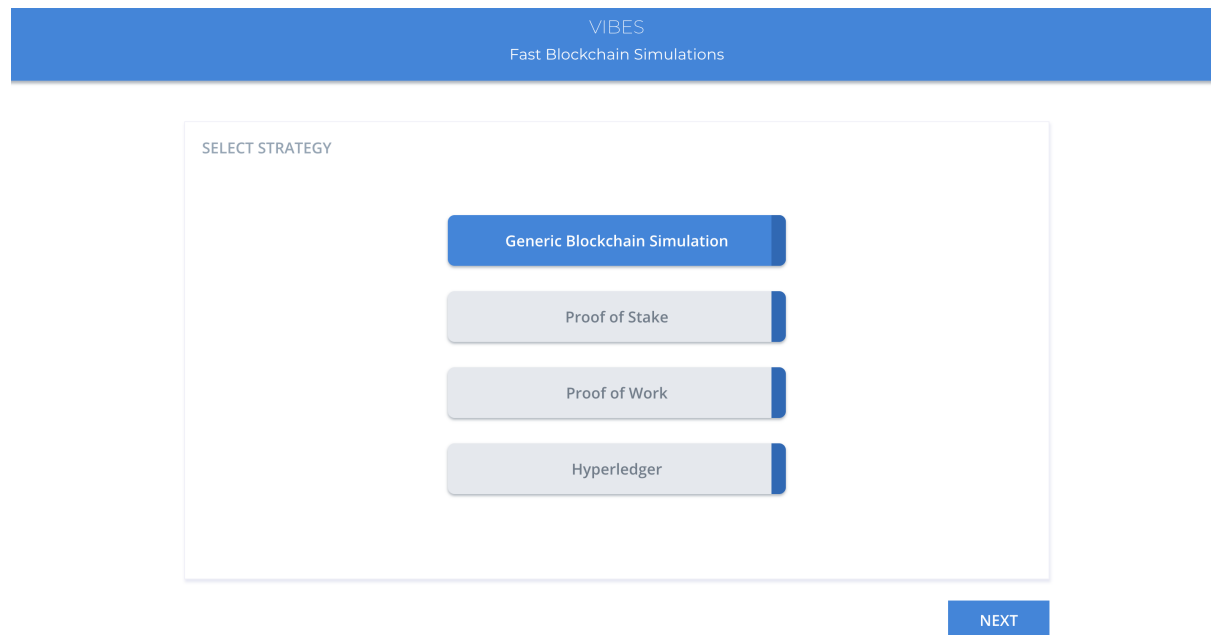 VIBES
Fast Blockchain Simulations
SELECT STRATEGY
Generic Blockchain Simulation
Proof of Stake
Proof of Work
Hyperledger
NEXT